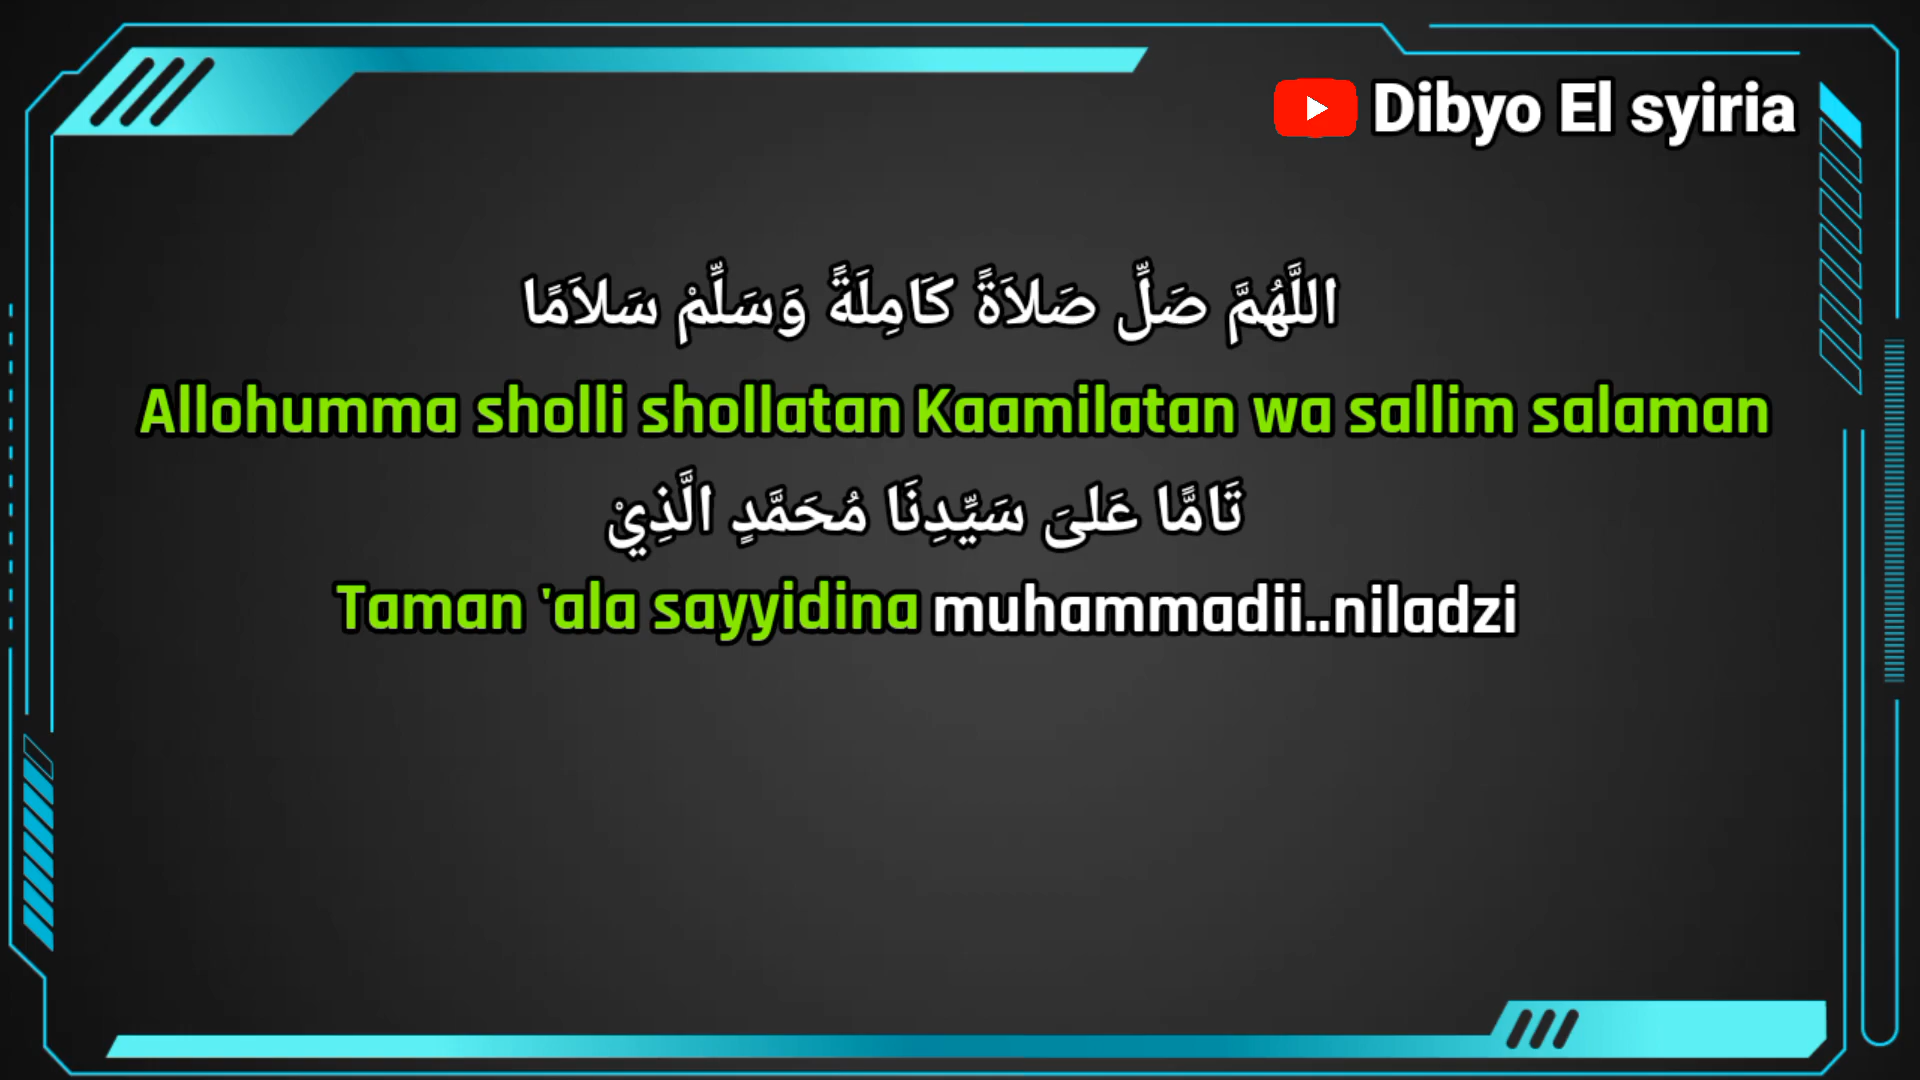 Dibyo El syiria
اللَّهُمَّ صَلِّ صَلاَةً كَامِلَةً وَسَلِّمْ سَلاَمًا
Allohumma sholli shollatan Kaamilatan wa sallim salaman
تَامًّا عَلىَ سَيِّدِنَا مُحَمَّدٍ الَّذِيْ
Taman 'ala sayyidina muhammadii..niladzi